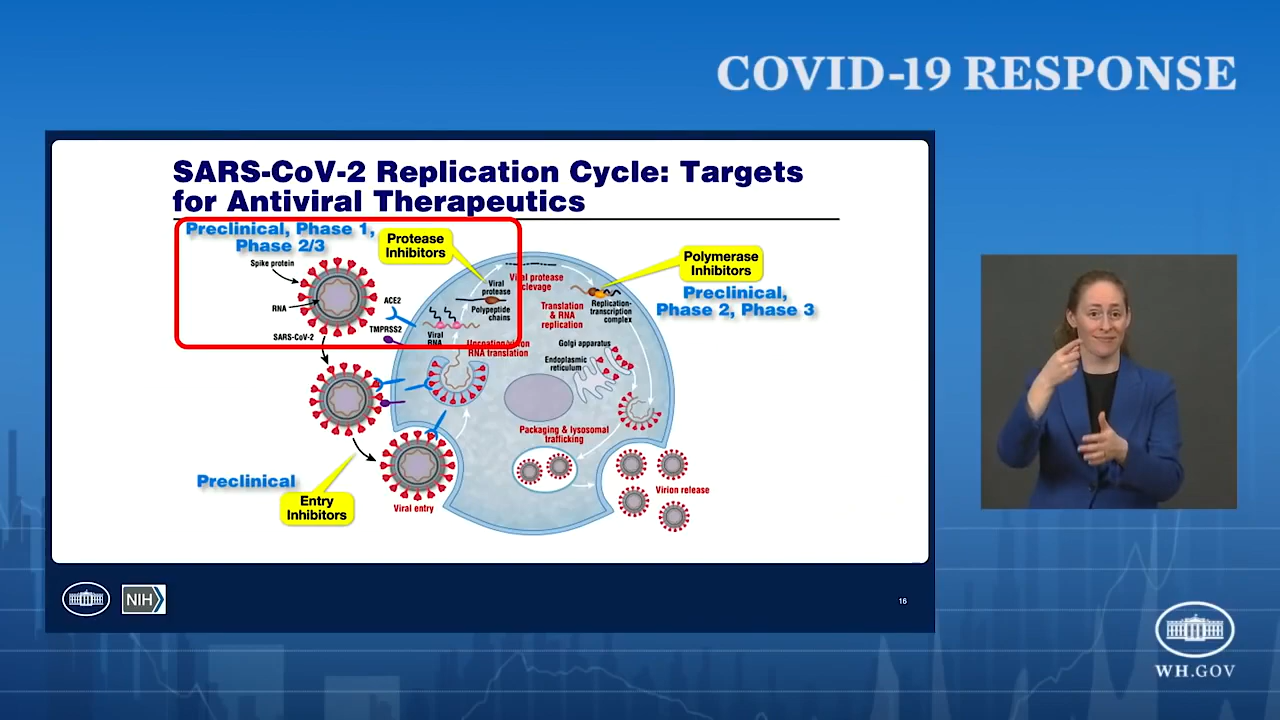 COVID-19 RESPONSE
SARS-CoV-2 Replication Cycle: Targets
for Antiviral Therapeutics
Preclinical, Phase 1,
Phase 2/3
Protease
Inhibitors
Spike protein
RNA
SARS-CoV-2
ACE2
TMPRSS2
Viral
RNA
Viral
protease
Polypeptide
chains
Viral protease
clevage
Translation
& RNA
replication
Replication-
transcription
complex
Polymerase
Inhibitors
Preclinical,
Phase 2, Phase 3
RNA translation
Golgi apparatus
Endoplasmic
reticulum
Packaging & lysosomal
trafficking
Preclinical
Entry
Inhibitors
Viral entry
Virion release
NIH
16
WH.GOV